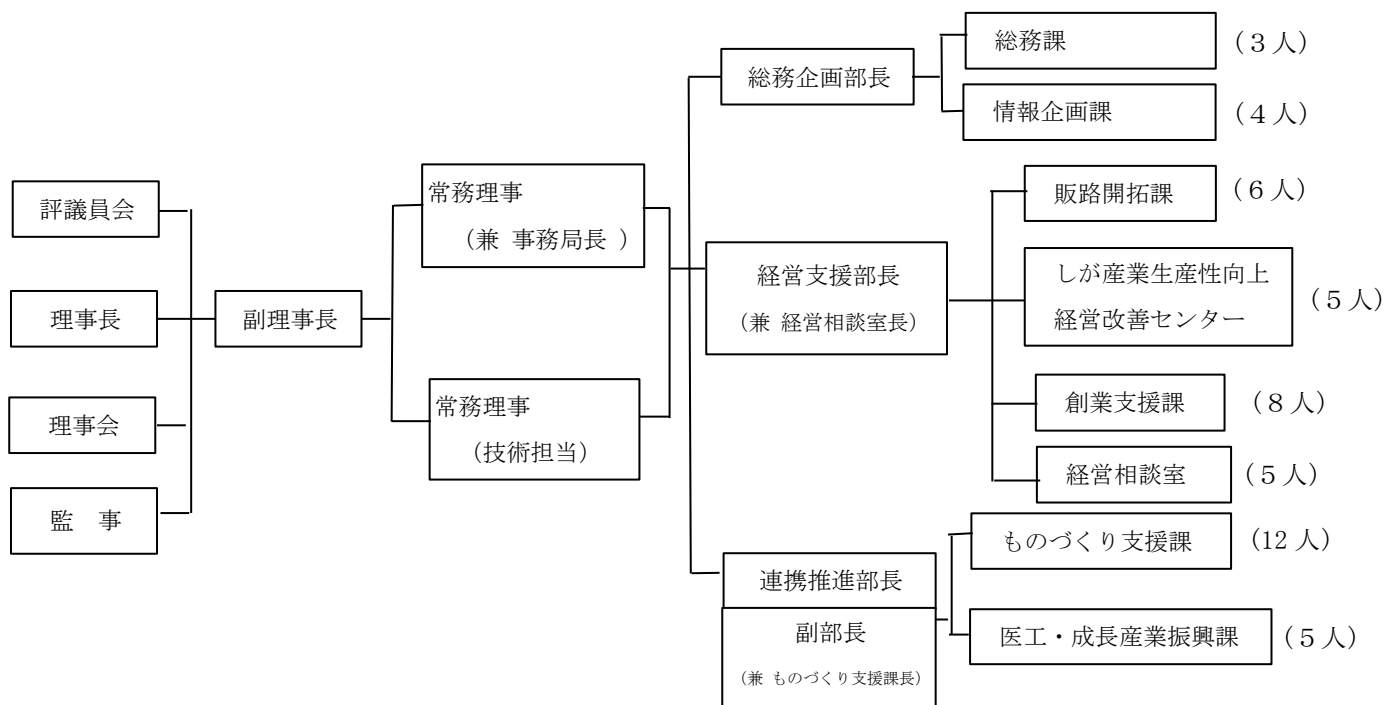 評議員会
理事長
理事会
監　事
副理事長
常務理事
（兼 事務局長 ）
常務理事
（技術担当）
総務企画部長
総務課
（３人）
情報企画課
（４人）
経営支援部長
（兼 経営相談室長）
販路開拓課
（６人）
しが産業生産性向上
経営改善センター
（５人）
創業支援課
（８人）
経営相談室
（５人）
連携推進部長
副部長
（兼 ものづくり支援課長）
ものづくり支援課
（12 人）
医工・成長産業振興課
（５人）